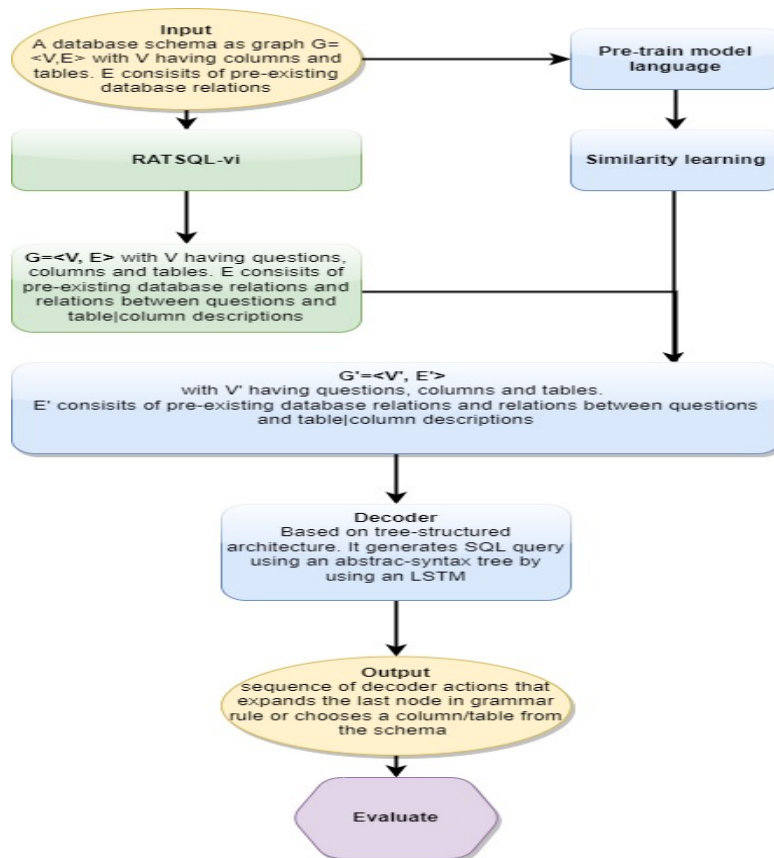 Input
A database schema as graph G=
<V,E> with V having columns and
tables. E consisits of pre-existing
database relations
Pre-train model
language
RATSQL-vi
Similarity learning
G=<V, E> with V having questions,
columns and tables. E consisits of
pre-existing database relations and
relations between questions and
table|column descriptions
G'=<V', E'>
with V' having questions, columns and tables.
E' consisits of pre-existing database relations and relations between questions
and table|column descriptions
Decoder
Based on tree-structured
architecture. It generates SQL query
using an abstrac-syntax tree by
using an LSTM
Output
sequence of decoder actions that
expands the last node in grammar
rule or chooses a column/table from
the schema
Evaluate